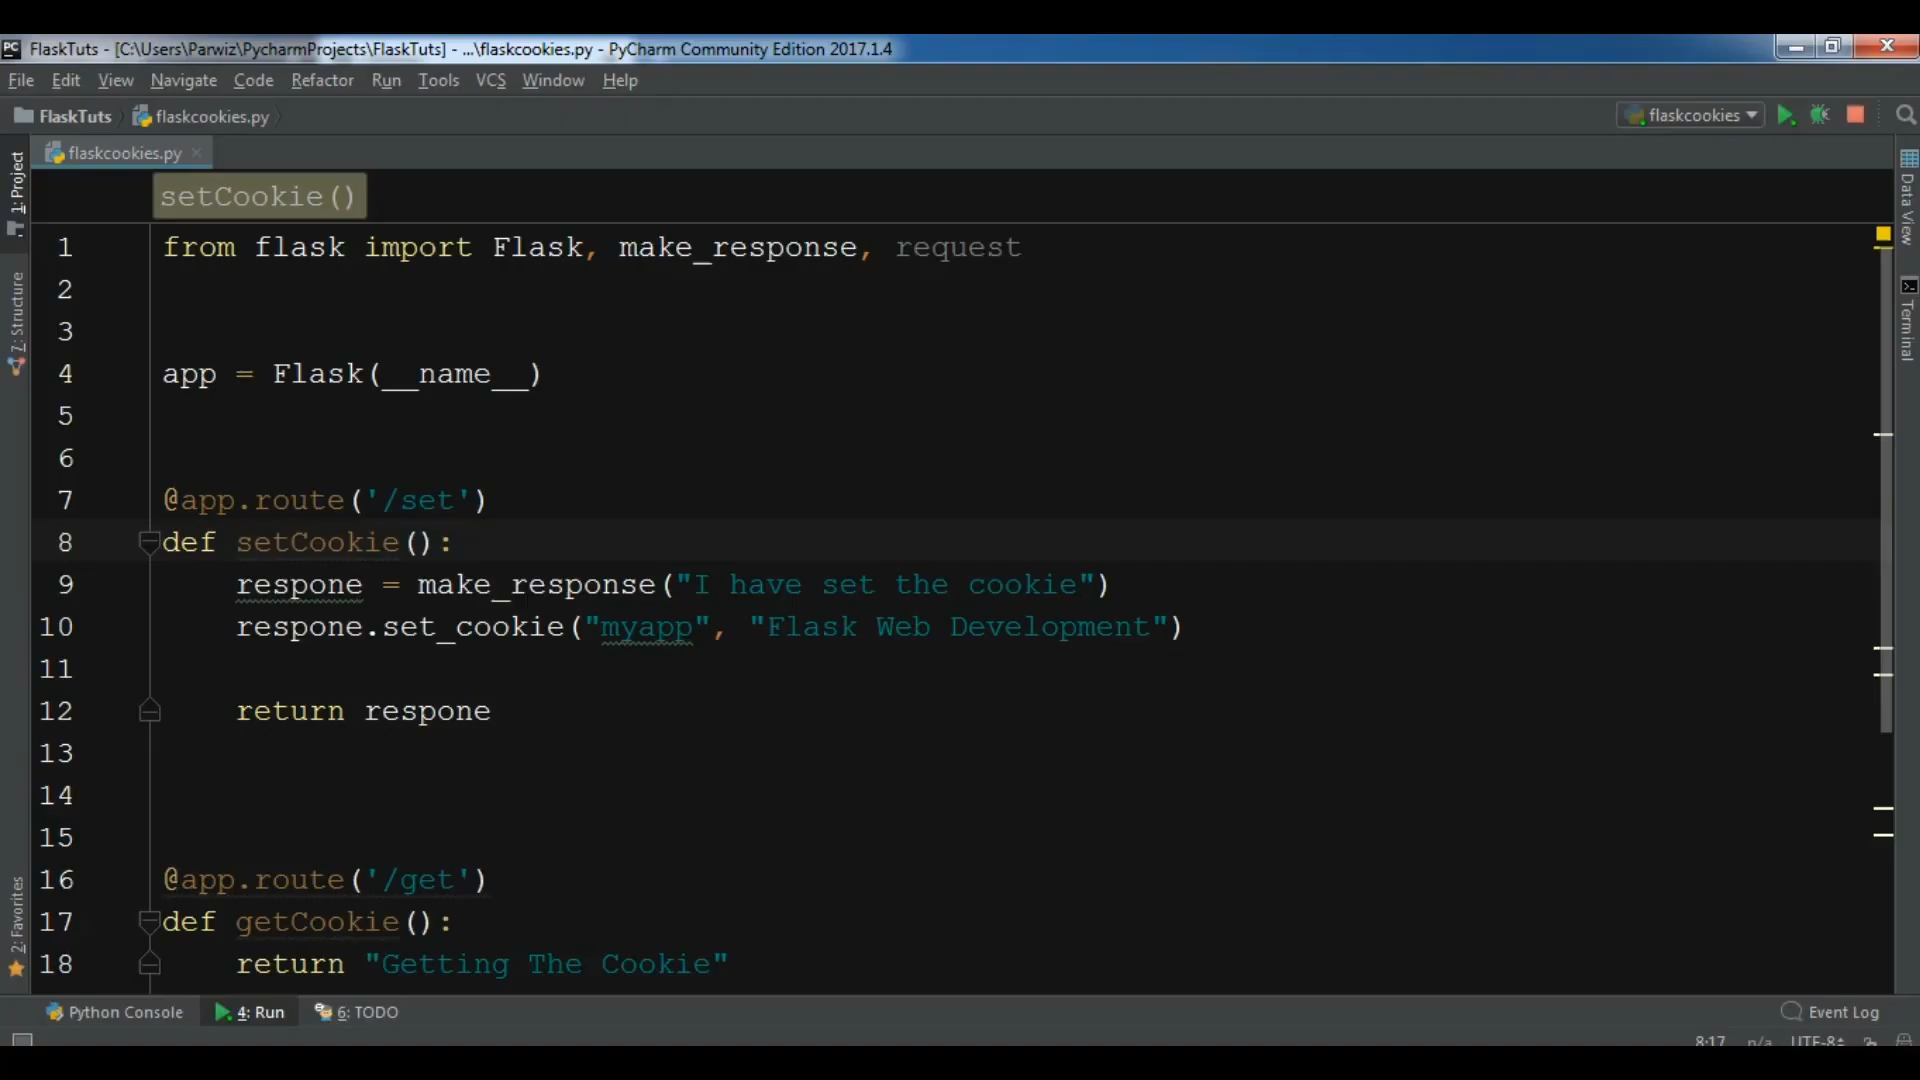 PC FlaskTuts - [C:\Users\Parwiz\PycharmProjects\FlaskTuts] - ...\flaskcookies.py - PyCharm Community Edition 2017.1.4
File Edit View Navigate Code Refactor Run Tools VCS Window Help
FlaskTuts flaskcookies.py flaskcookies
flaskcookies.py
1: Project
7: Structure
2: Favorites
Data View
Terminal
setCookie()
1 from flask import Flask, make_response, request
2
3
4 app = Flask(__name__)
5
6
7 @app.route('/set')
8 def setCookie():
9 respone = make_response("I have set the cookie")
10 respone.set_cookie("myapp", "Flask Web Development")
11
12 return respone
13
14
15
16 @app.route('/get')
17 def getCookie():
18 return "Getting The Cookie"
Python Console 4: Run 6: TODO Event Log
8:17 n/a UTF-8